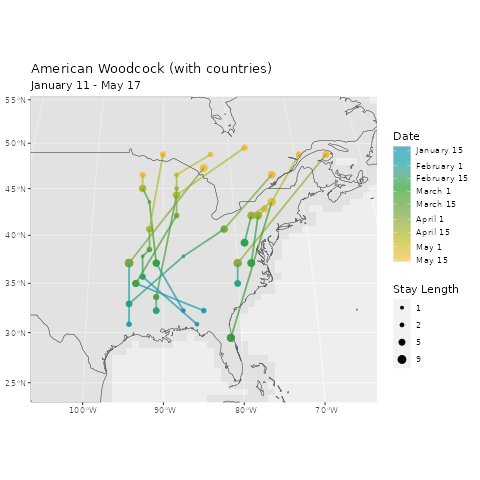 American Woodcock (with countries)
January 11 - May 17
55°N
50°N
45°N
40°N
35°N
30°N
25°N
100°W
90°W
80°W
70°W
Date
January 15
February 1
February 15
March 1
March 15
April 1
April 15
May 1
May 15
Stay Length
1
2
5
9